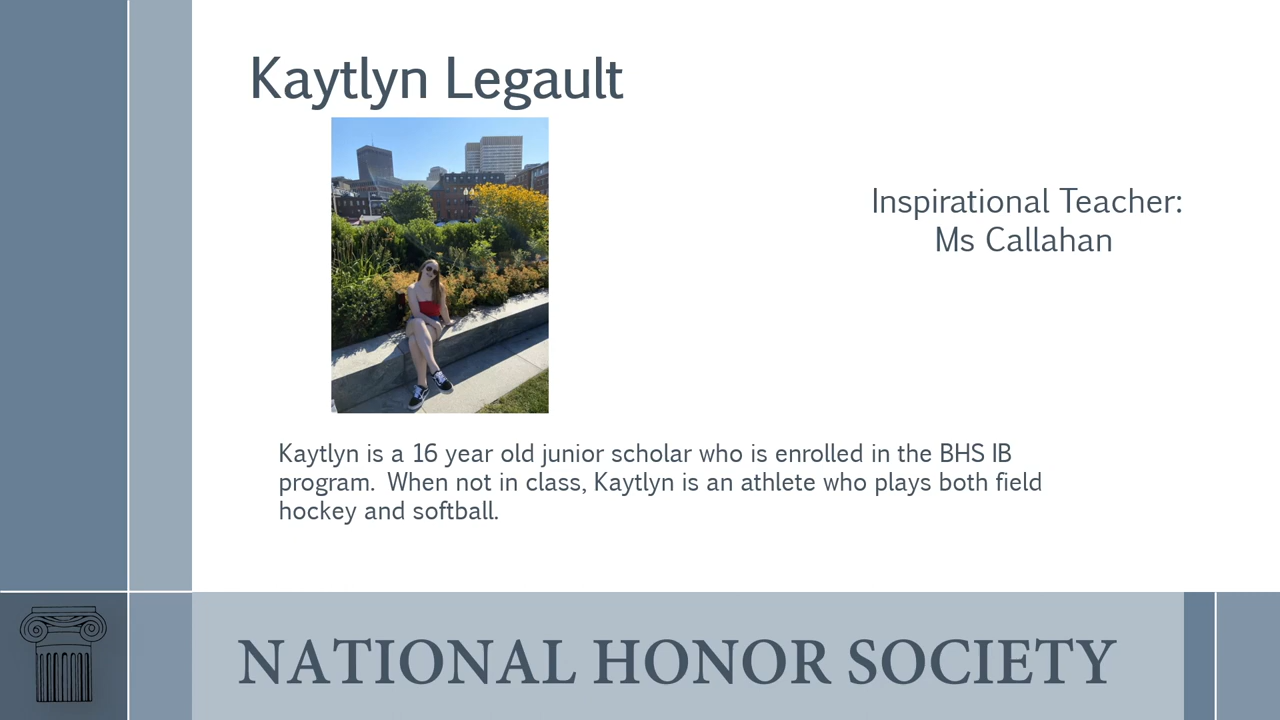 Kaytlyn Legault
Inspirational Teacher:
Ms Callahan
Kaytlyn is a 16 year old junior scholar who is enrolled in the BHS IB
program.  When not in class, Kaytlyn is an athlete who plays both field
hockey and softball.
NATIONAL HONOR SOCIETY